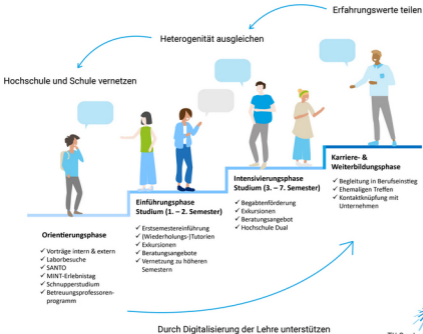 Erfahrungswerte teilen
Heterogenität ausgleichen
Hochschule und Schule vernetzen
Orientierungsphase
✓ Vorträge intern & extern
✓ Laborbesuche
✓ SANTO
✓ MINT-Erlebnistag
✓ Schnupperstudium
✓ Betreuungsprofessoren-
programm
Einführungsphase
Studium (1. – 2. Semester)
✓ Erstsemestereinführung
✓ (Wiederholungs-)Tutorien
✓ Exkursionen
✓ Beratungsangebote
✓ Vernetzung zu höheren
Semestern
Intensivierungsphase
Studium (3. – 7. Semester)
✓ Begabtenförderung
✓ Exkursionen
✓ Beratungsangebot
✓ Hochschule Dual
Karriere- &
Weiterbildungsphase
✓ Begleitung in Berufseinstieg
✓ Ehemaligen Treffen
✓ Kontaktknüpfung mit
Unternehmen
Durch Digitalisierung der Lehre unterstützen